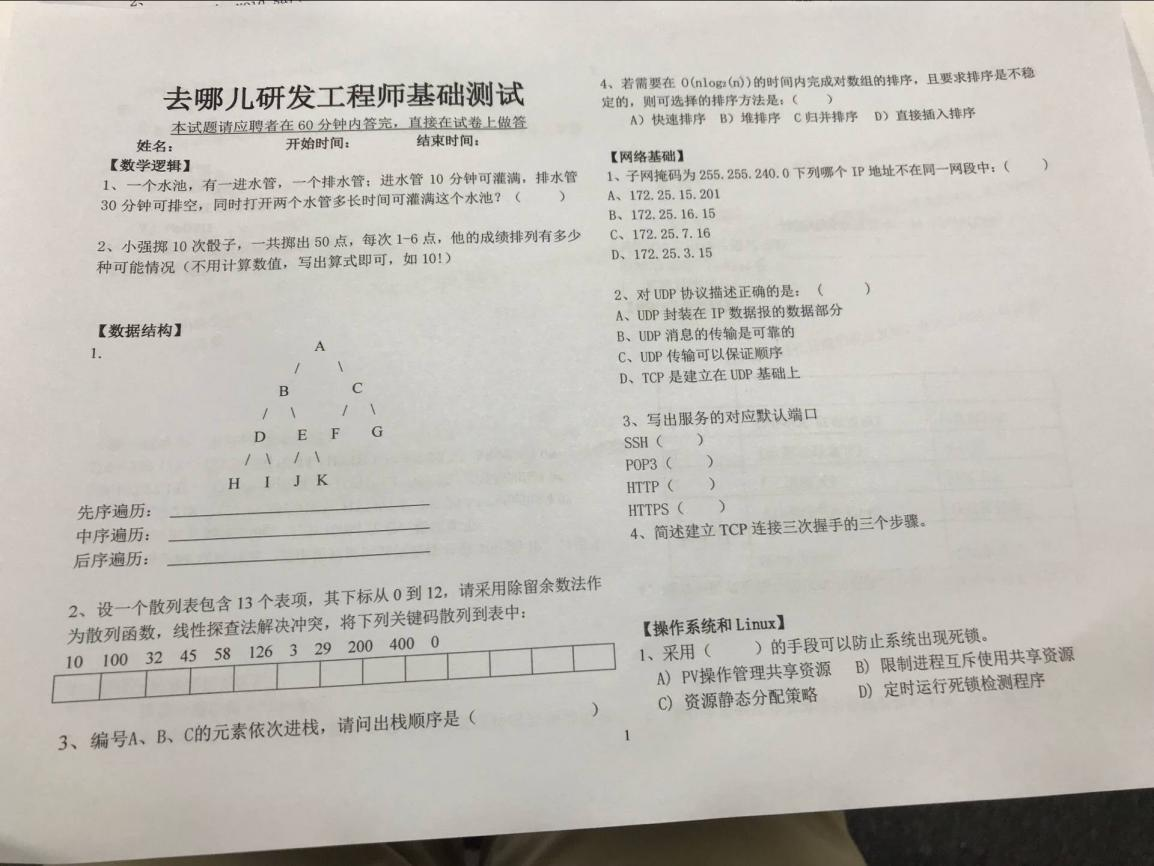 去哪儿研发工程师基础测试
本试题请应聘者在 60 分钟内答完，直接在试卷上做答
姓名： 开始时间： 结束时间：
【数学逻辑】
1、一个水池，有一进水管，一个排水管；进水管 10 分钟可灌满，排水管
30 分钟可排空，同时打开两个水管多长时间可灌满这个水池？（ ）
2、小强掷 10 次骰子，一共掷出 50 点，每次 1-6 点，他的成绩排列有多少
种可能情况（不用计算数值，写出算式即可，如 10!）
【数据结构】
1.
A
/ \
B C
/ \ / \
D E F G
/ \ / \
H I J K
先序遍历：
中序遍历：
后序遍历：
2、设一个散列表包含 13 个表项，其下标从 0 到 12，请采用除留余数法作
为散列函数，线性探查法解决冲突，将下列关键码散列到表中：
10 100 32 45 58 126 3 29 200 400 0
3、编号A、B、C的元素依次进栈，请问出栈顺序是（ ）
4、若需要在 O(nlog₂(n))的时间内完成对数组的排序，且要求排序是不稳
定的，则可选择的排序方法是：（ ）
A）快速排序 B）堆排序 C 归并排序 D）直接插入排序
【网络基础】
1、子网掩码为 255.255.240.0 下列哪个 IP 地址不在同一网段中：（ ）
A、172.25.15.201
B、172.25.16.15
C、172.25.7.16
D、172.25.3.15
2、对 UDP 协议描述正确的是：（ ）
A、UDP 封装在 IP 数据报的数据部分
B、UDP 消息的传输是可靠的
C、UDP 传输可以保证顺序
D、TCP 是建立在 UDP 基础上
3、写出服务的对应默认端口
SSH（ ）
POP3（ ）
HTTP（ ）
HTTPS（ ）
4、简述建立 TCP 连接三次握手的三个步骤。
【操作系统和Linux】
1、采用（ ）的手段可以防止系统出现死锁。
A) PV操作管理共享资源 B) 限制进程互斥使用共享资源
C) 资源静态分配策略 D) 定时运行死锁检测程序
1